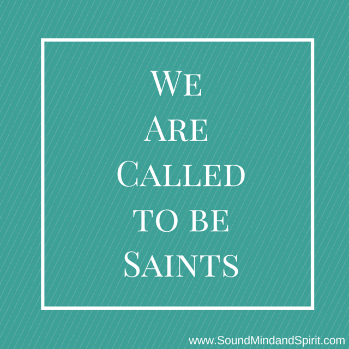 We
Are
Called
to be
Saints
www.SoundMindandSpirit.com